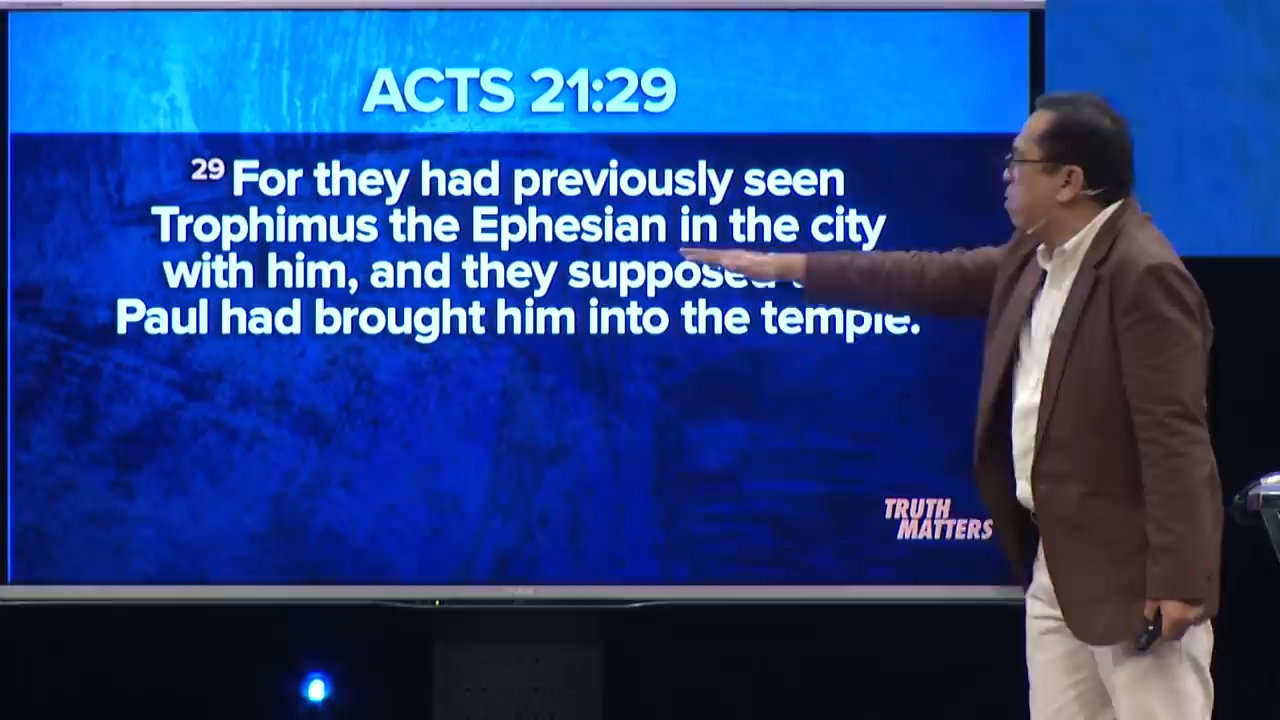 ACTS 21:29
29 For they had previously seen
Trophimus the Ephesian in the city
with him, and they supposed
Paul had brought him into the temple.
TRUTH
MATTERS